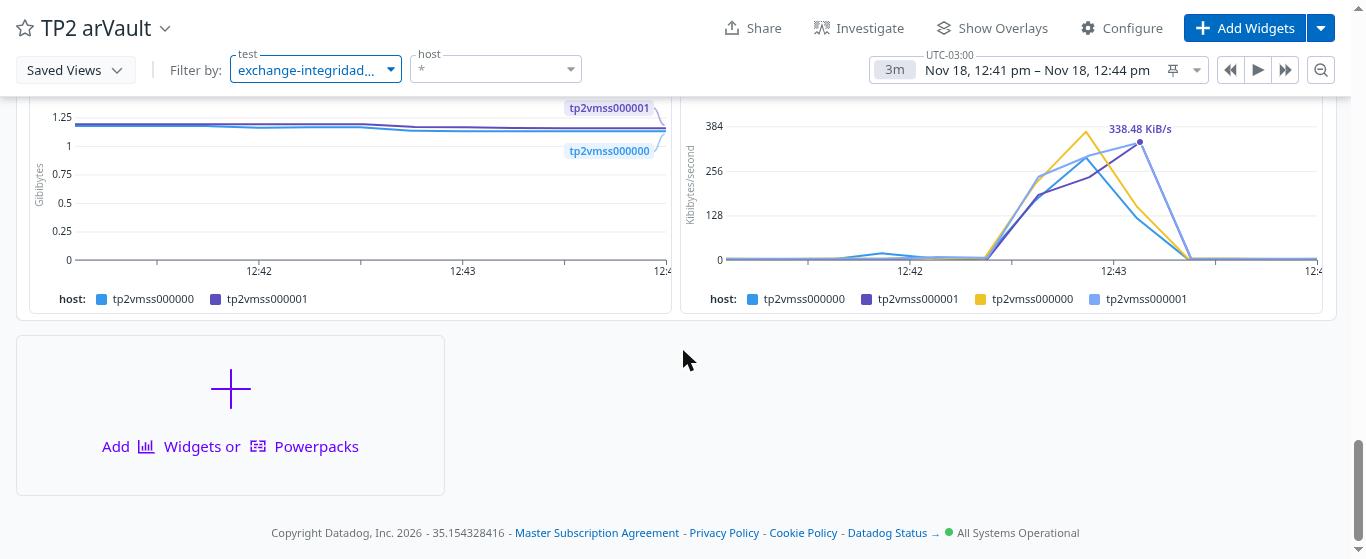 TP2 arVault
Share
Investigate
Show Overlays
Configure
Add Widgets
Saved Views
Filter by:
test
exchange-integridad...
host
*
UTC-03:00
3m
Nov 18, 12:41 pm – Nov 18, 12:44 pm
Gibibytes
1.25
1
0.75
0.5
0.25
0
tp2vmss000001
tp2vmss000000
12:42
12:43
12:4
host:
tp2vmss000000
tp2vmss000001
Kibibytes/second
384
256
128
0
338.48 KiB/s
12:42
12:43
12:4
host:
tp2vmss000000
tp2vmss000001
tp2vmss000000
tp2vmss000001
Add Widgets or Powerpacks
Copyright Datadog, Inc. 2026 - 35.154328416 - Master Subscription Agreement - Privacy Policy - Cookie Policy - Datadog Status → All Systems Operational